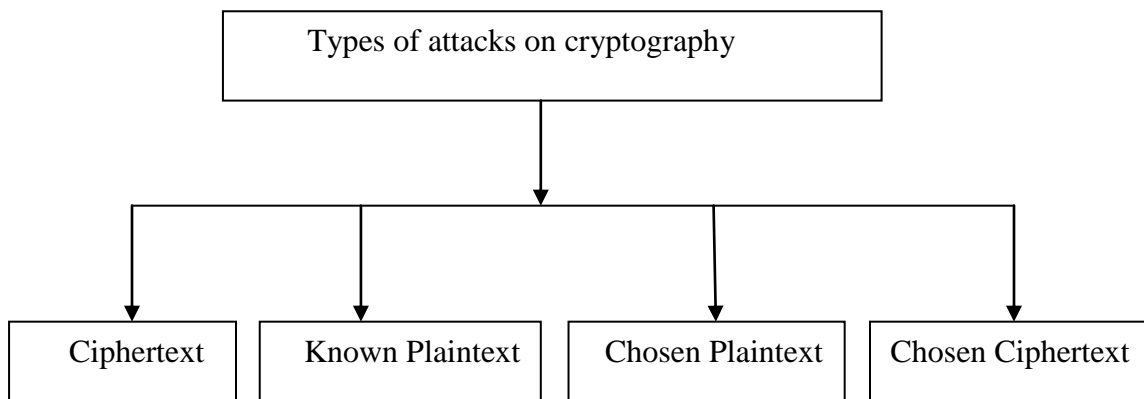 Types of attacks on cryptography
Ciphertext
Known Plaintext
Chosen Plaintext
Chosen Ciphertext